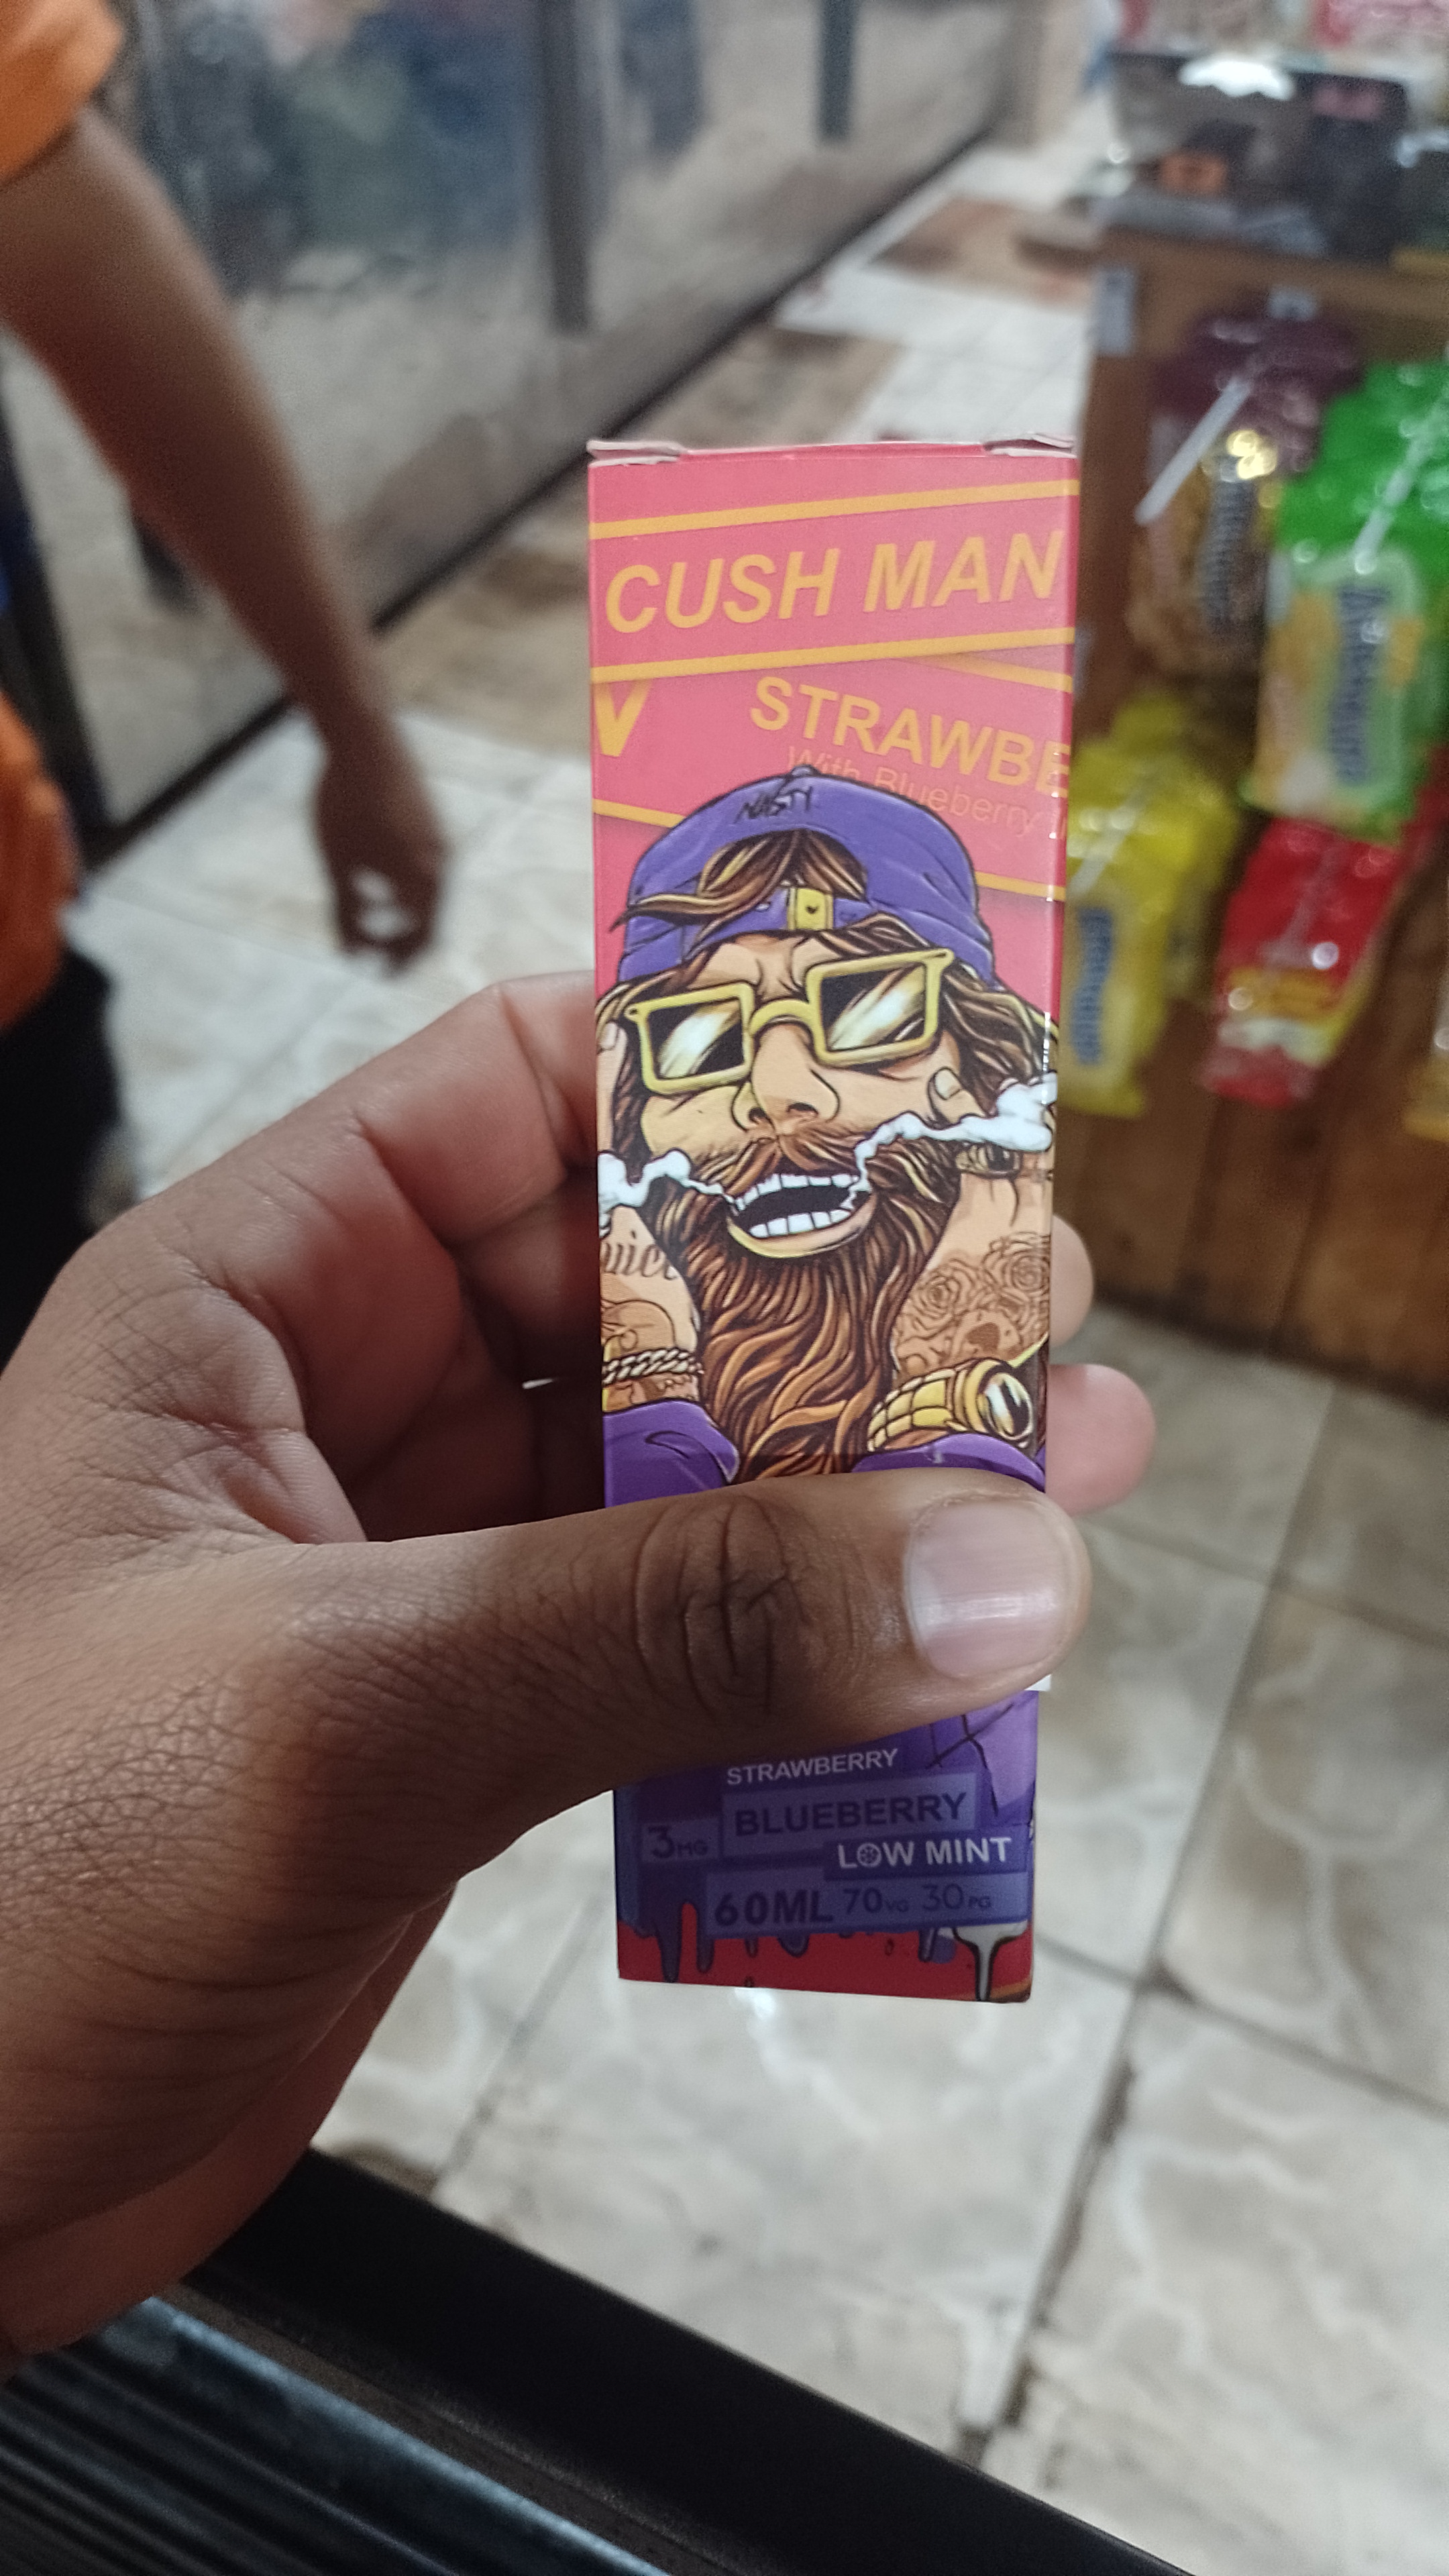 CUSH MAN
STRAWBE
With Blueberry
NASTY
STRAWBERRY
BLUEBERRY
3MG
LOW MINT
60ML 70VG 30PG